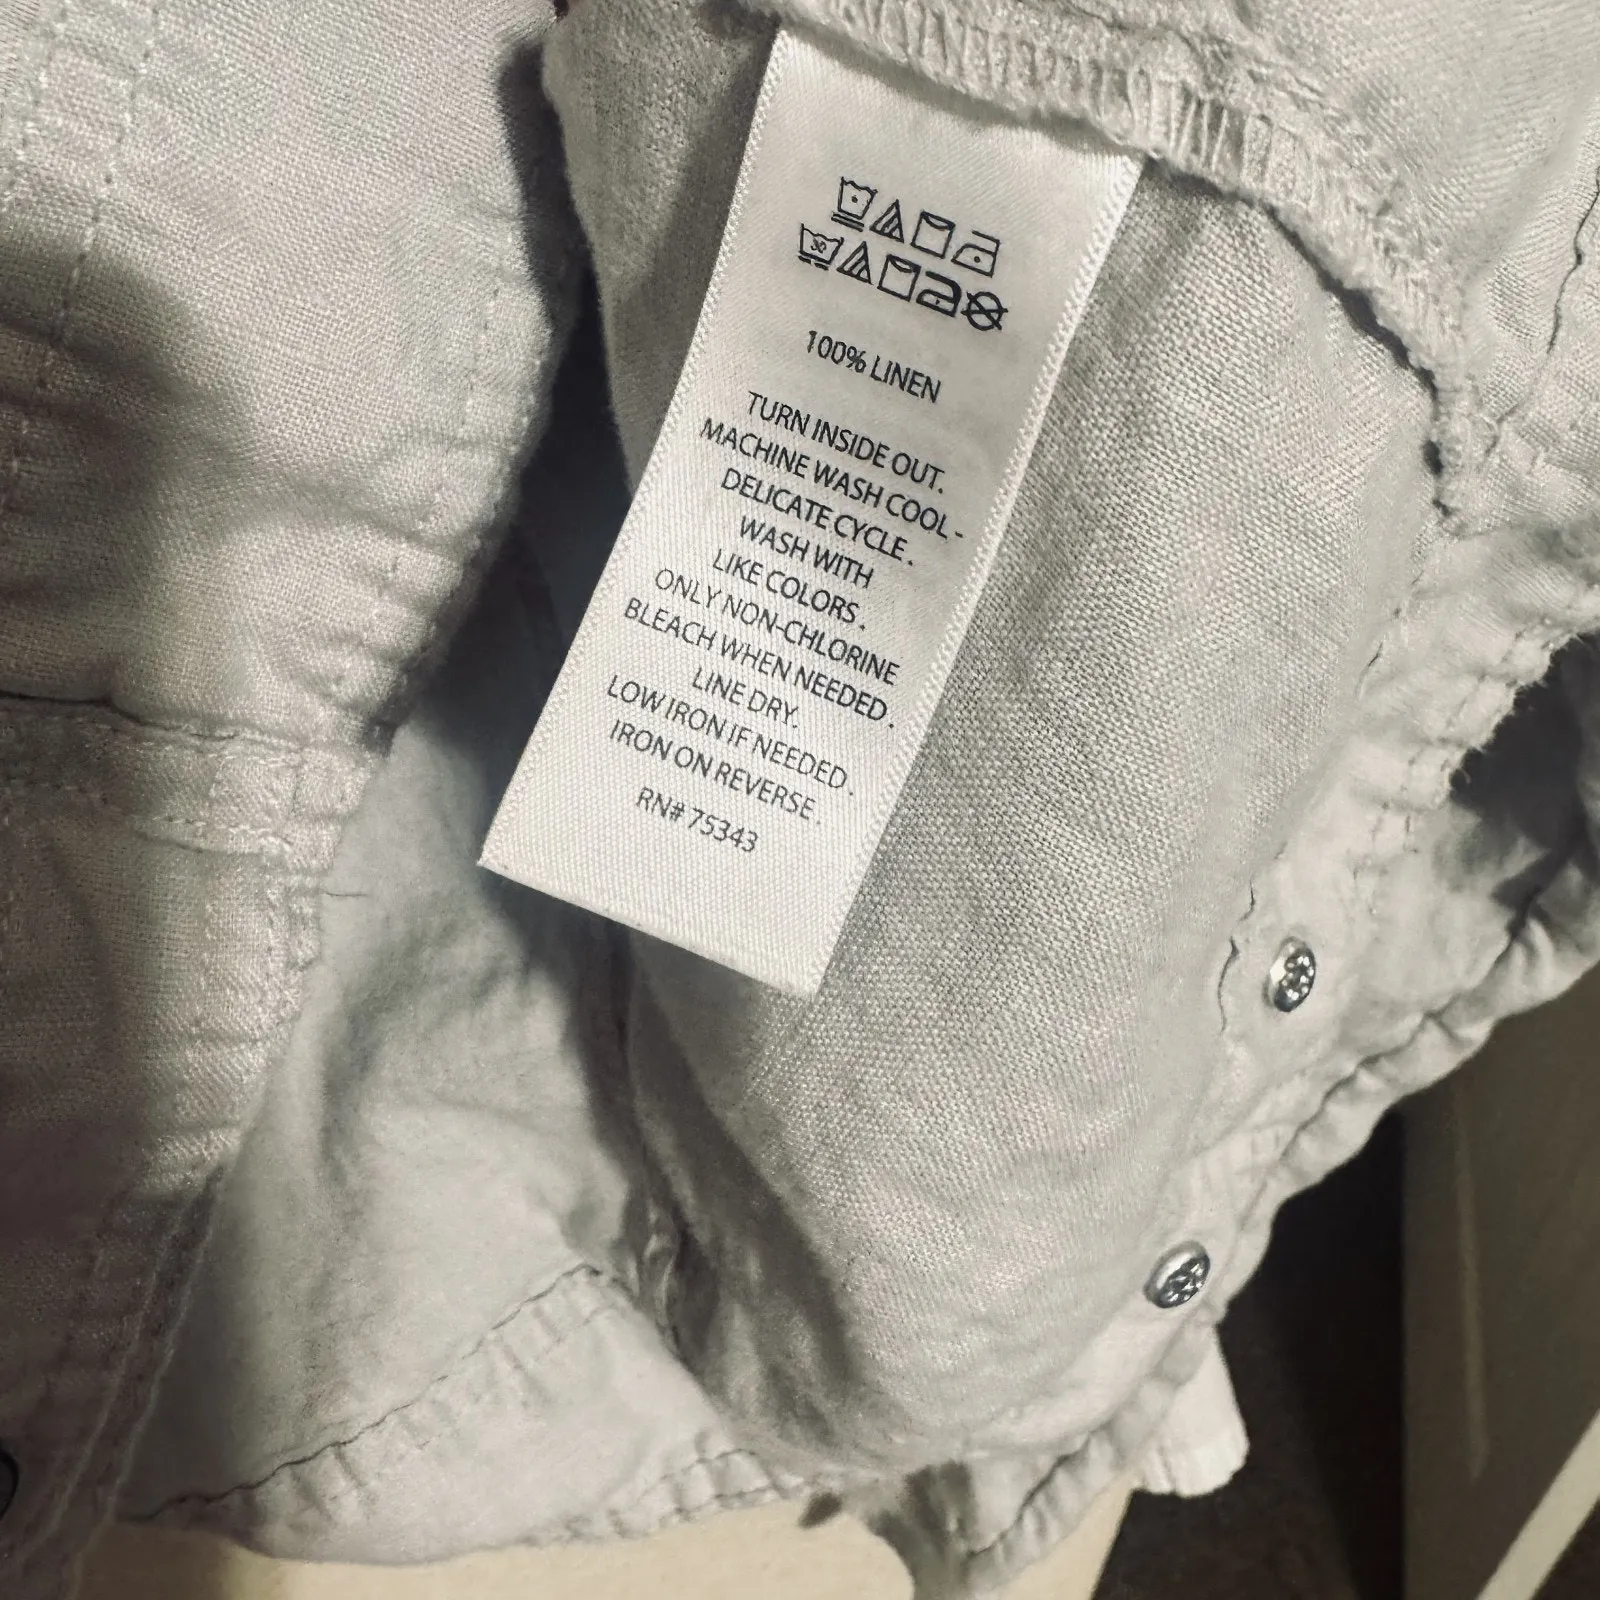 30
100% LINEN
TURN INSIDE OUT.
MACHINE WASH COOL -
DELICATE CYCLE.
WASH WITH
LIKE COLORS.
ONLY NON-CHLORINE
BLEACH WHEN NEEDED.
LINE DRY.
LOW IRON IF NEEDED.
IRON ON REVERSE.
RN# 75343